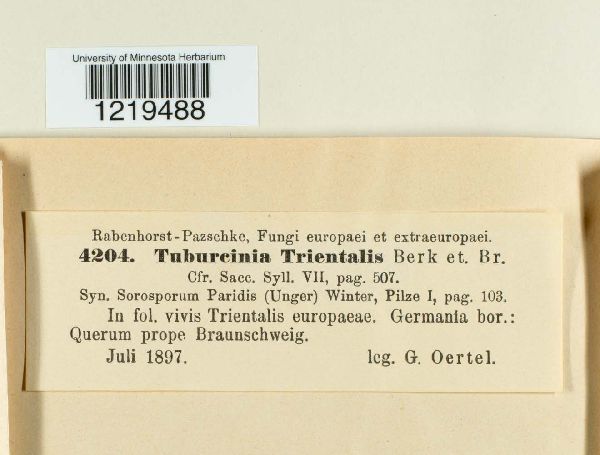 University of Minnesota Herbarium
1219488
Rabenhorst-Pazschke, Fungi europaei et extraeuropaei.
4204. Tuburcinia Trientalis Berk et. Br.
Cfr. Sacc. Syll. VII, pag. 507.
Syn. Sorosporum Paridis (Unger) Winter, Pilze I, pag. 103.
In fol. vivis Trientalis europaeae. Germania bor.:
Querum prope Braunschweig.
Juli 1897. leg. G. Oertel.